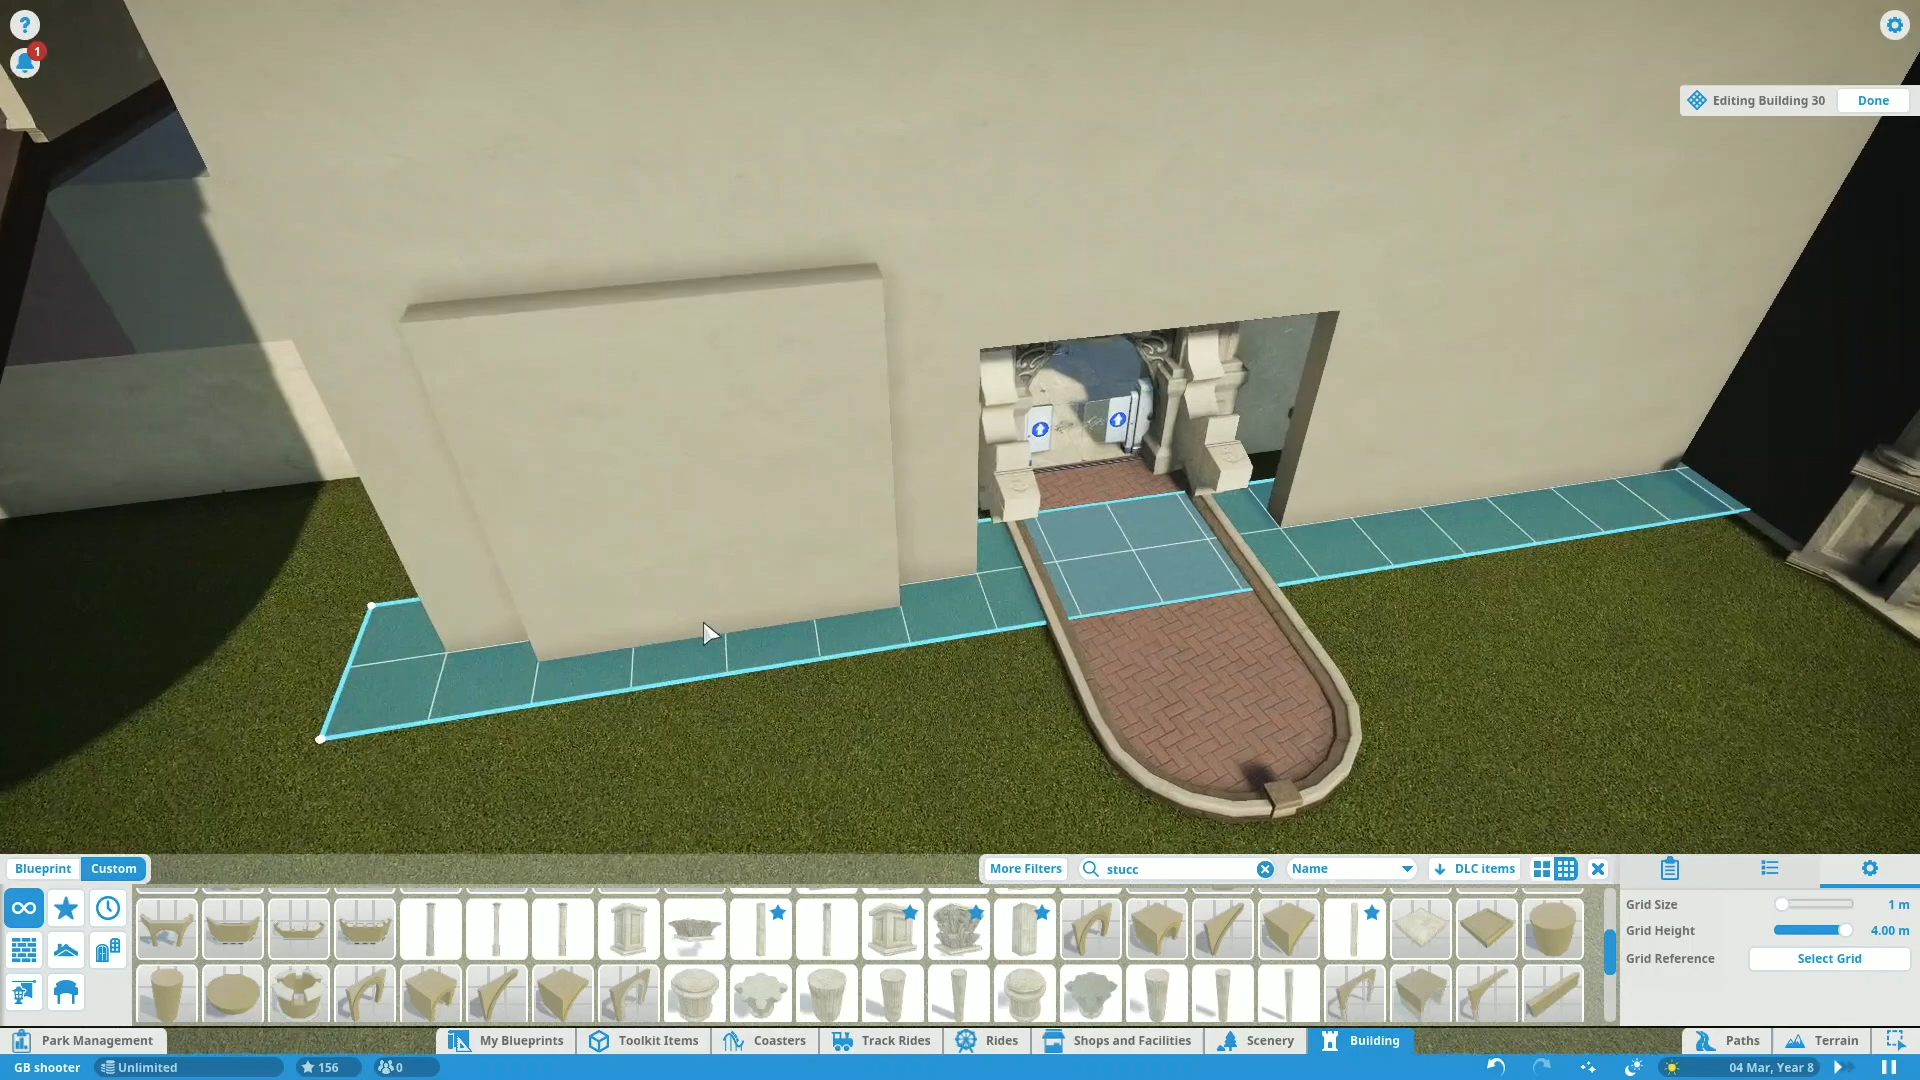 ?
1
Editing Building 30
Done
Blueprint
Custom
More Filters
stucc
Name
DLC items
Grid Size
1 m
Grid Height
4.00 m
Grid Reference
Select Grid
Park Management
My Blueprints
Toolkit Items
Coasters
Track Rides
Rides
Shops and Facilities
Scenery
Building
Paths
Terrain
GB shooter
Unlimited
156
0
04 Mar, Year 8